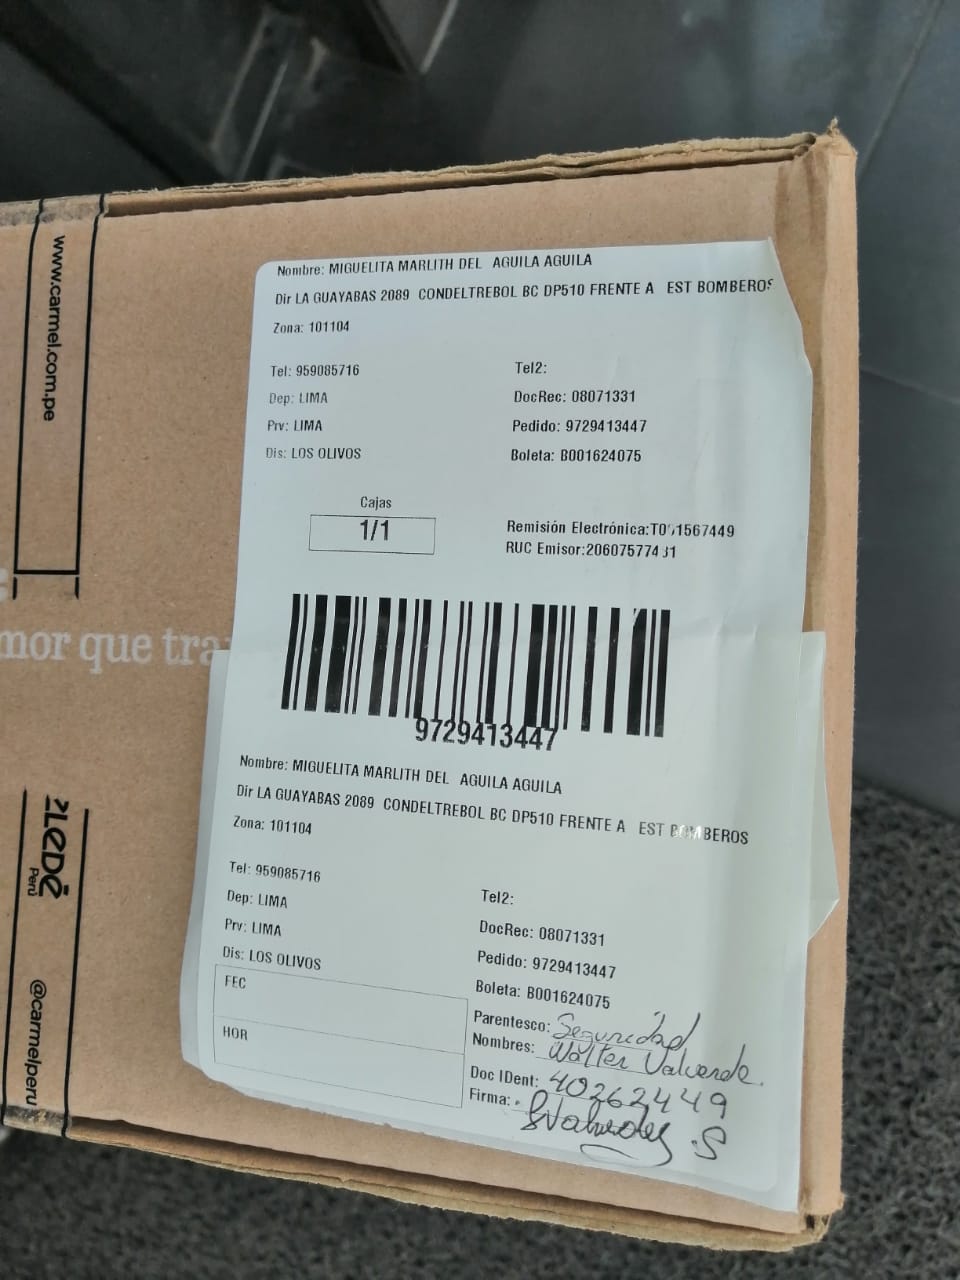 www.carmel.com.pe
mor que tra
Nombre: MIGUELITA MARLITH DEL AGUILA AGUILA
Dir LA GUAYABAS 2089 CONDELTREBOL BC DP510 FRENTE A EST BOMBEROS
Zona: 101104
Tel: 959085716 Tel2:
Dep: LIMA DocRec: 08071331
Prv: LIMA Pedido: 9729413447
Dis: LOS OLIVOS Boleta: B001624075
Cajas
1/1
Remisión Electrónica:
RUC Emisor:
9729413447
Nombre: MIGUELITA MARLITH DEL AGUILA AGUILA
Dir LA GUAYABAS 2089 CONDELTREBOL BC DP510 FRENTE A EST BOMBEROS
Zona: 101104
Tel: 959085716 Tel2:
Dep: LIMA DocRec: 08071331
Prv: LIMA Pedido: 9729413447
Dis: LOS OLIVOS Boleta: B001624075
FEC
HOR
Parentesco: Seguridad
Nombres: Walter Valverde.
Doc IDent: 40262449
Firma:
Perú
@carmelperu